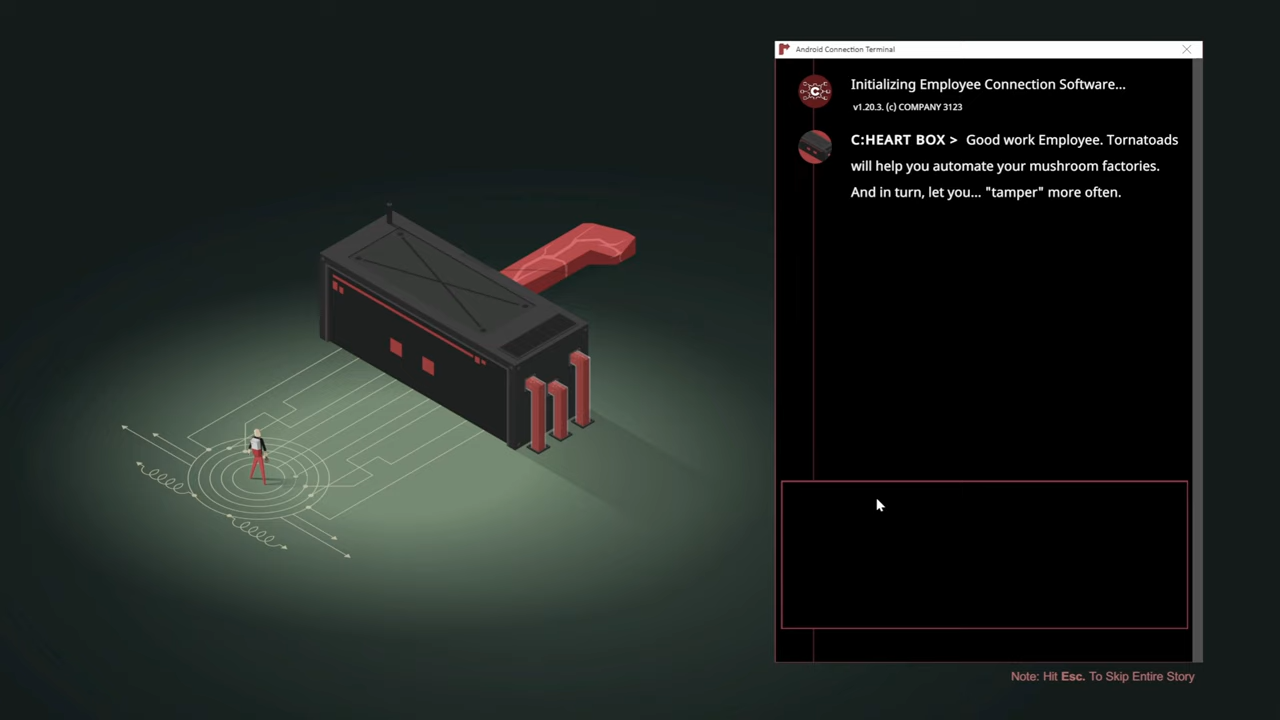 Android Connection Terminal
C
Initializing Employee Connection Software...
v1.20.3. (c) COMPANY 3123
C:HEART BOX > Good work Employee. Tornatoads
will help you automate your mushroom factories.
And in turn, let you... "tamper" more often.
Note: Hit Esc. To Skip Entire Story